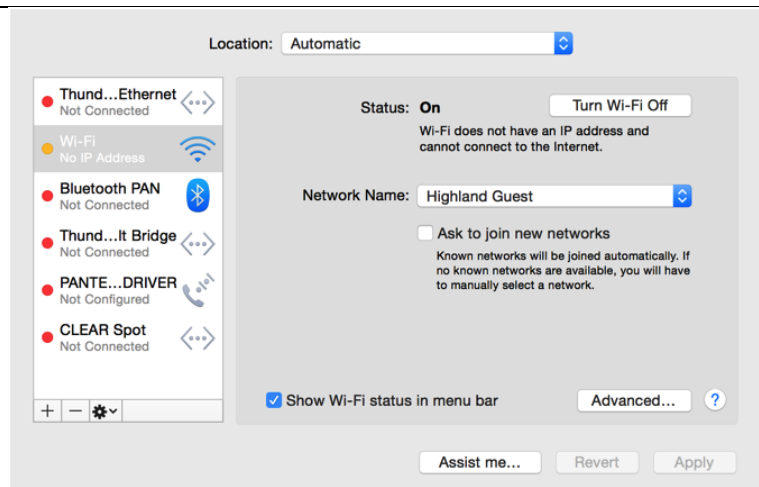 Location: Automatic
Thund...Ethernet
Not Connected
Wi-Fi
No IP Address
Bluetooth PAN
Not Connected
Thund...lt Bridge
Not Connected
PANTE...DRIVER
Not Configured
CLEAR Spot
Not Connected
Status: On
Turn Wi-Fi Off
Wi-Fi does not have an IP address and
cannot connect to the Internet.
Network Name: Highland Guest
Ask to join new networks
Known networks will be joined automatically. If
no known networks are available, you will have
to manually select a network.
Show Wi-Fi status in menu bar
Advanced...
?
Assist me...
Revert
Apply